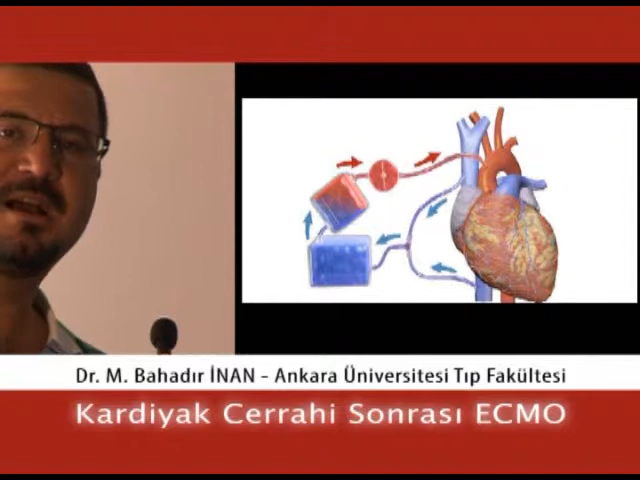 Dr. M. Bahadır İNAN - Ankara Üniversitesi Tıp Fakültesi
Kardiyak Cerrahi Sonrası ECMO